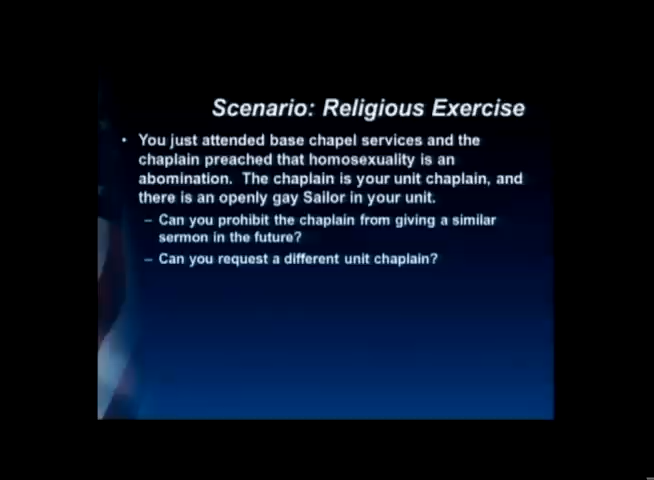 Scenario: Religious Exercise
• You just attended base chapel services and the
chaplain preached that homosexuality is an
abomination. The chaplain is your unit chaplain, and
there is an openly gay Sailor in your unit.
– Can you prohibit the chaplain from giving a similar
sermon in the future?
– Can you request a different unit chaplain?